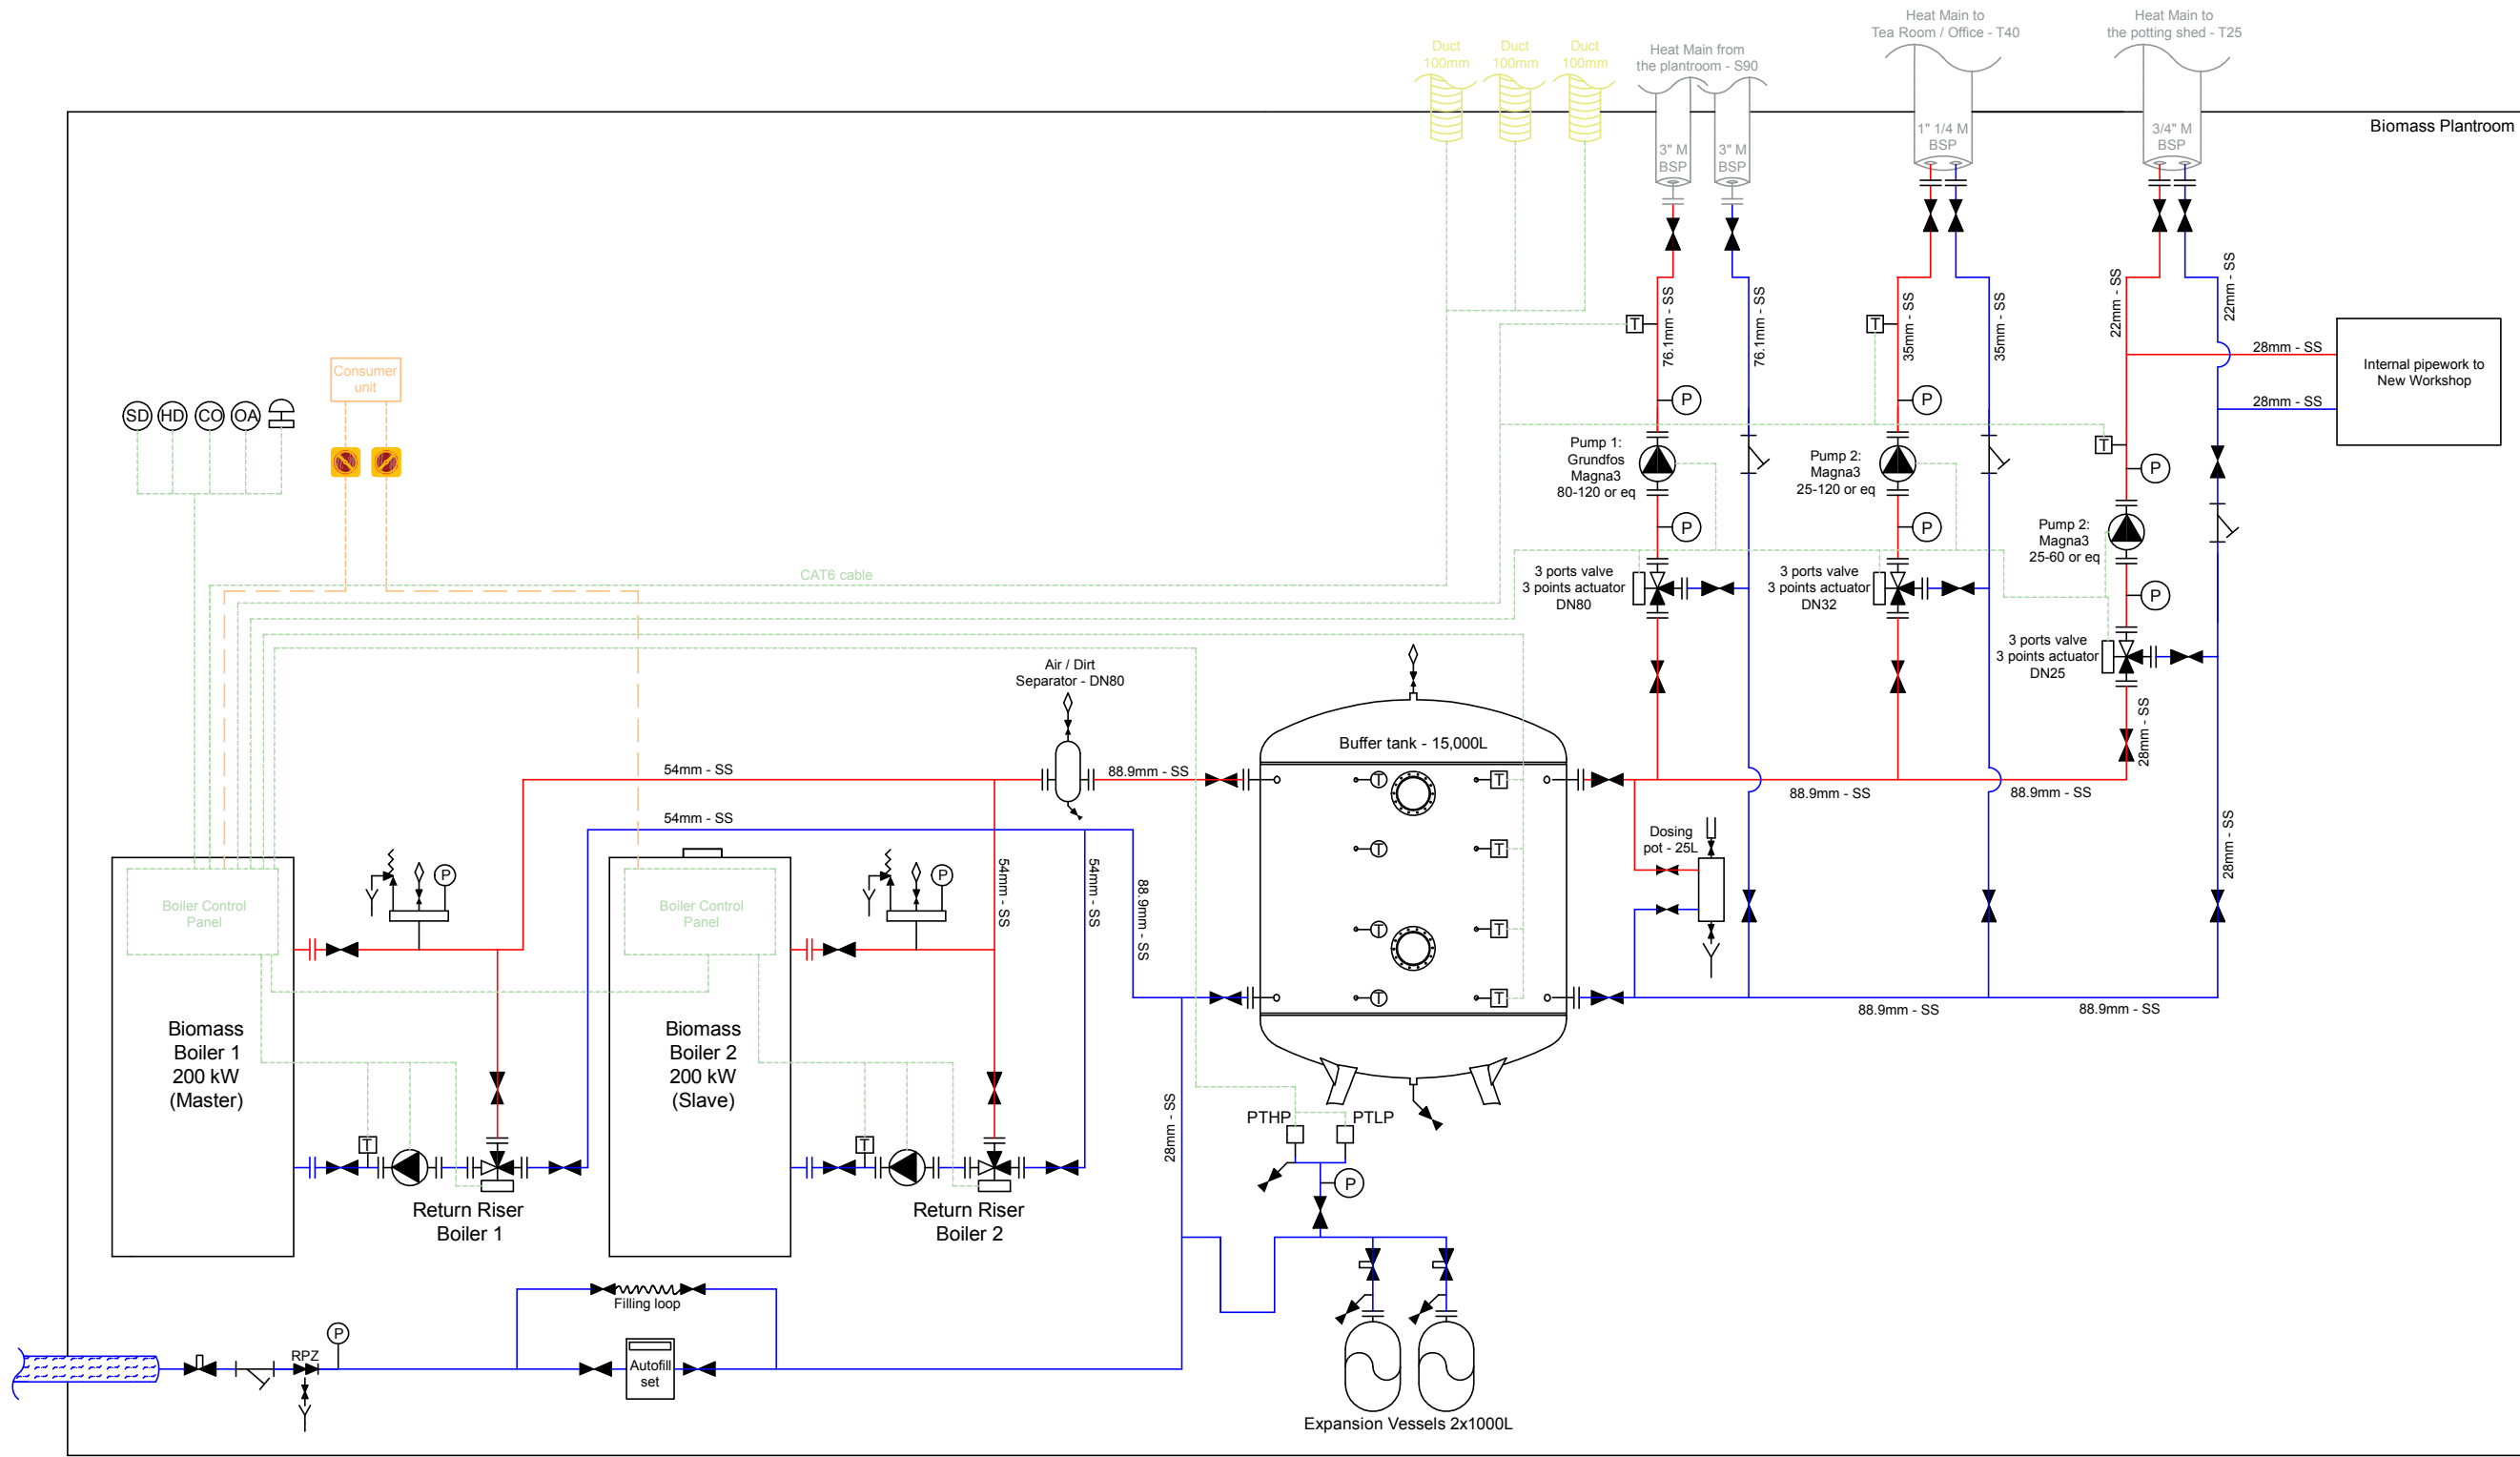 Heat Main to
Tea Room / Office - T40
Heat Main to
the potting shed - T25
Duct
100mm
Duct
100mm
Duct
100mm
Heat Main from
the plantroom - S90
Biomass Plantroom
3" M
BSP
3" M
BSP
1" 1/4 M
BSP
3/4" M
BSP
76.1mm - SS
76.1mm - SS
35mm - SS
35mm - SS
22mm - SS
22mm - SS
T
T
28mm - SS
28mm - SS
Internal pipework to
New Workshop
Consumer
unit
SD
HD
CO
OA
P
P
Pump 1:
Grundfos
Magna3
80-120 or eq
Pump 2:
Magna3
25-120 or eq
T
P
P
P
Pump 2:
Magna3
25-60 or eq
P
CAT6 cable
3 ports valve
3 points actuator
DN80
3 ports valve
3 points actuator
DN32
3 ports valve
3 points actuator
DN25
28mm - SS
Air / Dirt
Separator - DN80
54mm - SS
88.9mm - SS
54mm - SS
Buffer tank - 15,000L
T
T
T
T
T
T
T
T
88.9mm - SS
88.9mm - SS
Dosing
pot - 25L
28mm - SS
88.9mm - SS
88.9mm - SS
Boiler Control
Panel
P
Boiler Control
Panel
P
54mm - SS
54mm - SS
88.9mm - SS
Biomass
Boiler 1
200 kW
(Master)
Biomass
Boiler 2
200 kW
(Slave)
T
T
Return Riser
Boiler 1
Return Riser
Boiler 2
28mm - SS
PTHP
PTLP
P
Filling loop
P
RPZ
Autofill
set
Expansion Vessels 2x1000L